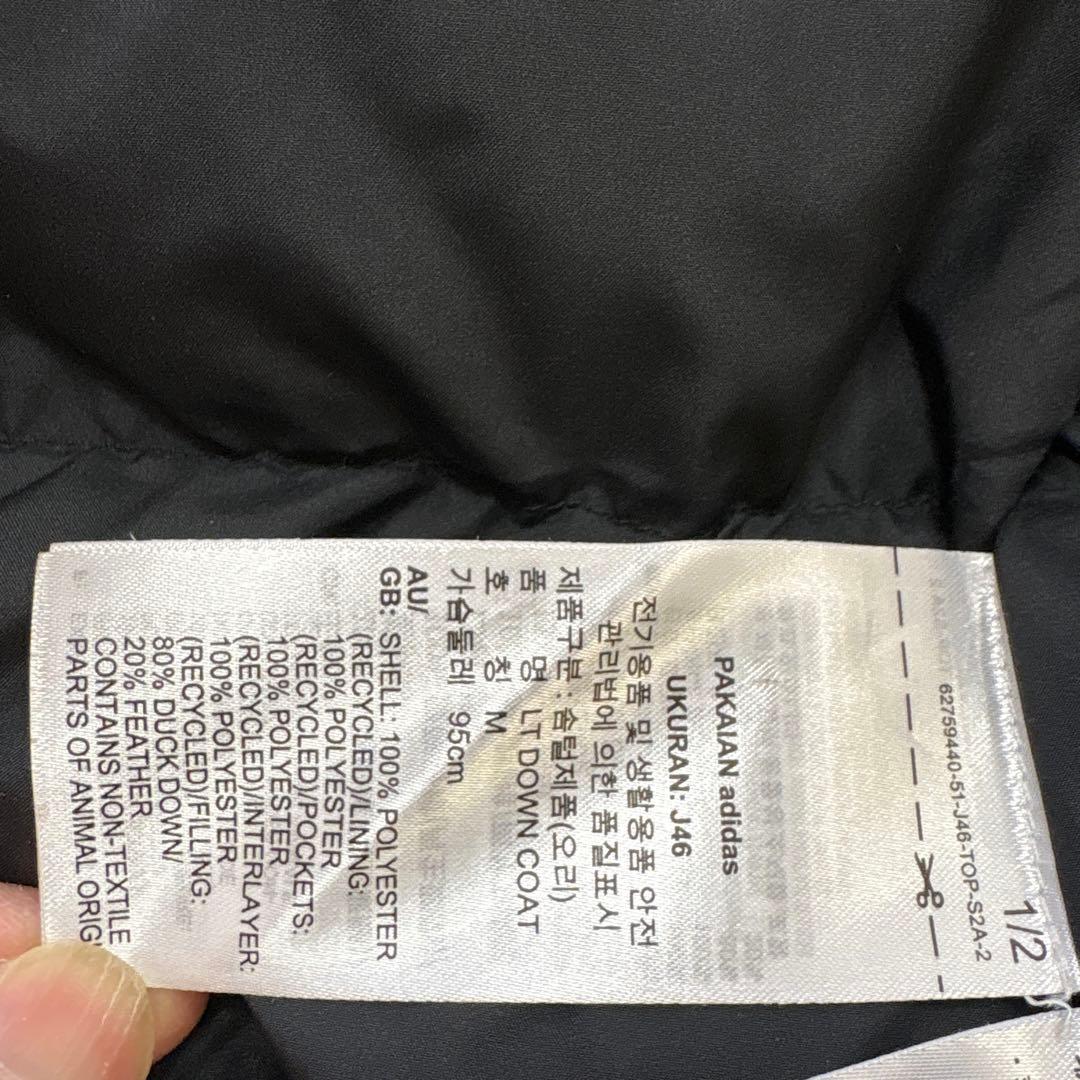 1/2
62759440-51-J46-TOP-S2A-2
PAKAIAN adidas
UKURAN: J46
전기용품 및 생활용품 안전
관리법에 의한 품질표시
제품구분 : 솜털제품(오리)
품 명 LT DOWN COAT
호 칭 M
가슴둘레 95cm
AU/
GB: SHELL: 100% POLYESTER
(RECYCLED)/LINING:
100% POLYESTER
(RECYCLED)/POCKETS:
100% POLYESTER
(RECYCLED)/INTERLAYER:
100% POLYESTER
(RECYCLED)/FILLING:
80% DUCK DOWN/
20% FEATHER
CONTAINS NON-TEXTILE
PARTS OF ANIMAL ORIG